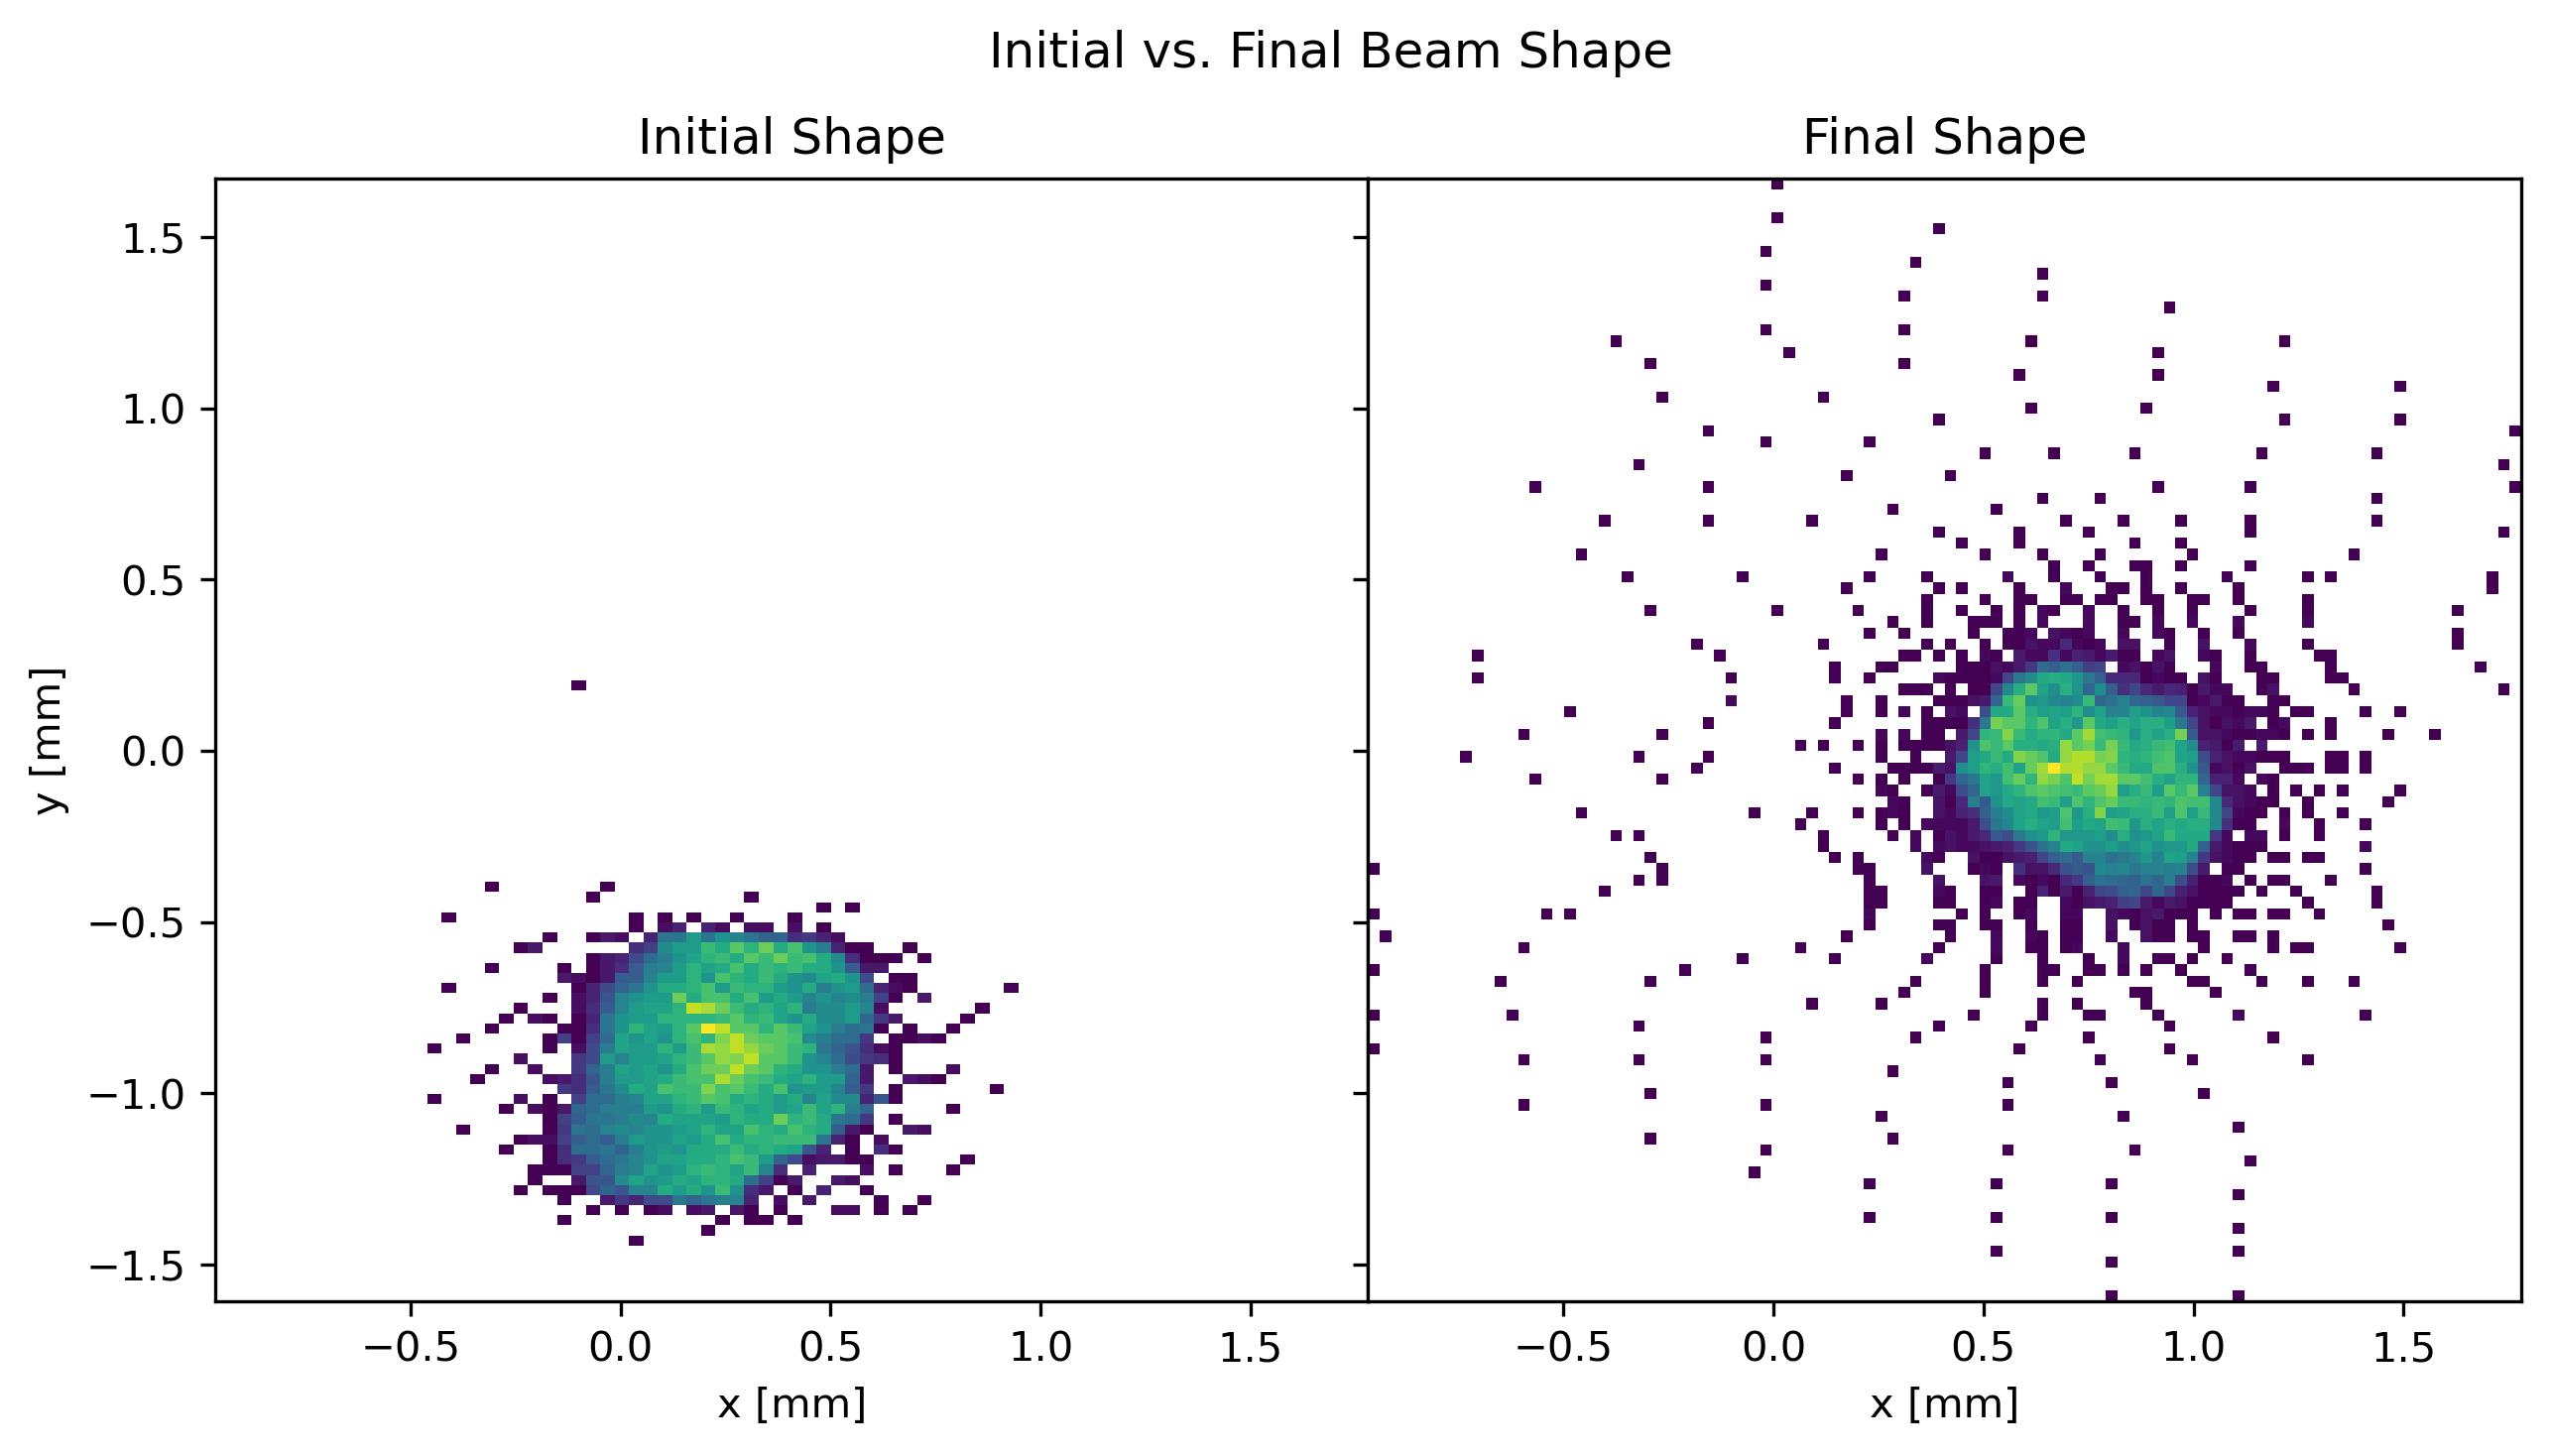 Initial vs. Final Beam Shape
Initial Shape
Final Shape
1.5
1.0
0.5
0.0
−0.5
−1.0
−1.5
y [mm]
−0.5 0.0 0.5 1.0 1.5
−0.5 0.0 0.5 1.0 1.5
x [mm]
x [mm]